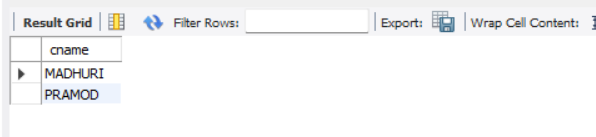 Result Grid Filter Rows: Export: Wrap Cell Content:
cname
MADHURI
PRAMOD